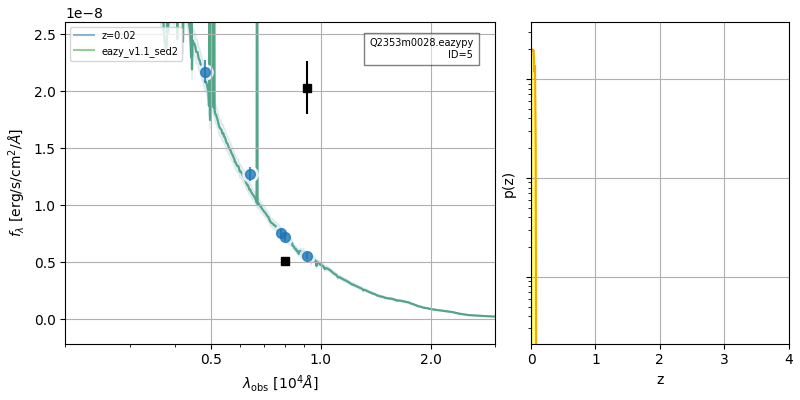 1e−8
z=0.02
eazy_v1.1_sed2
Q2353m0028.eazypy
ID=5
2.5
2.0
1.5
1.0
0.5
0.0
f_λ [erg/s/cm²/Å]
0.5 1.0 2.0
λ_obs [10⁴Å]
p(z)
0 1 2 3 4
z